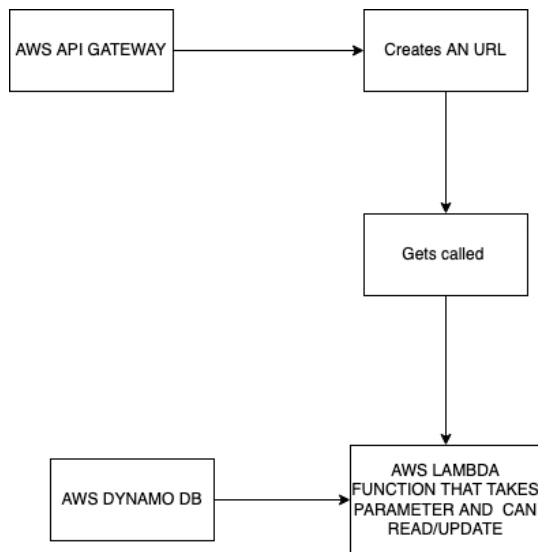 AWS API GATEWAY
Creates AN URL
Gets called
AWS DYNAMO DB
AWS LAMBDA
FUNCTION THAT TAKES
PARAMETER AND CAN
READ/UPDATE